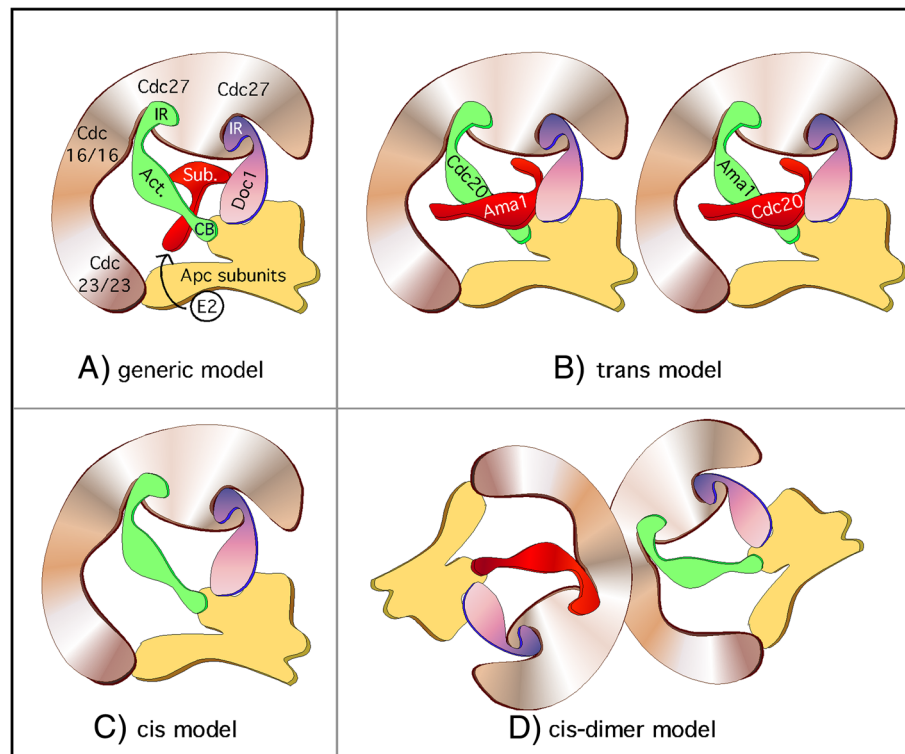 Cdc27
Cdc27
IR
IR
Cdc
16/16
Act.
Sub.
Doc1
CB
Cdc
23/23
Apc subunits
E2
A) generic model
Cdc20
Ama1
Ama1
Cdc20
B) trans model
C) cis model
D) cis-dimer model